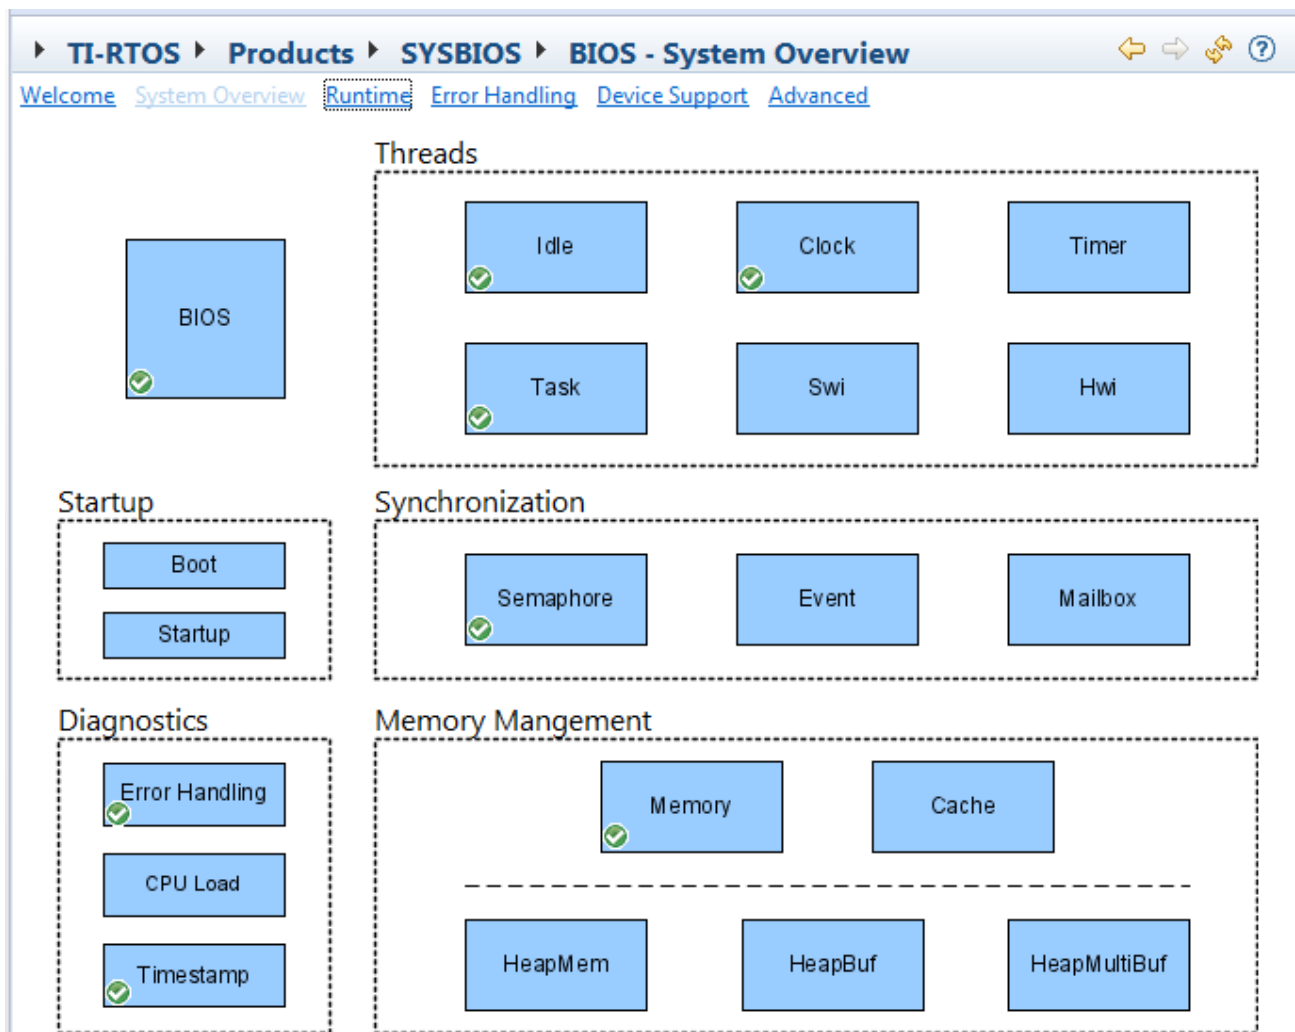 TI-RTOS Products SYSBIOS BIOS - System Overview
Welcome System Overview Runtime Error Handling Device Support Advanced
Threads
Idle Clock Timer
BIOS
Task Swi Hwi
Startup Synchronization
Boot
Semaphore Event Mailbox
Startup
Diagnostics Memory Mangement
Error Handling
Memory Cache
CPU Load
HeapMem HeapBuf HeapMultiBuf
Timestamp